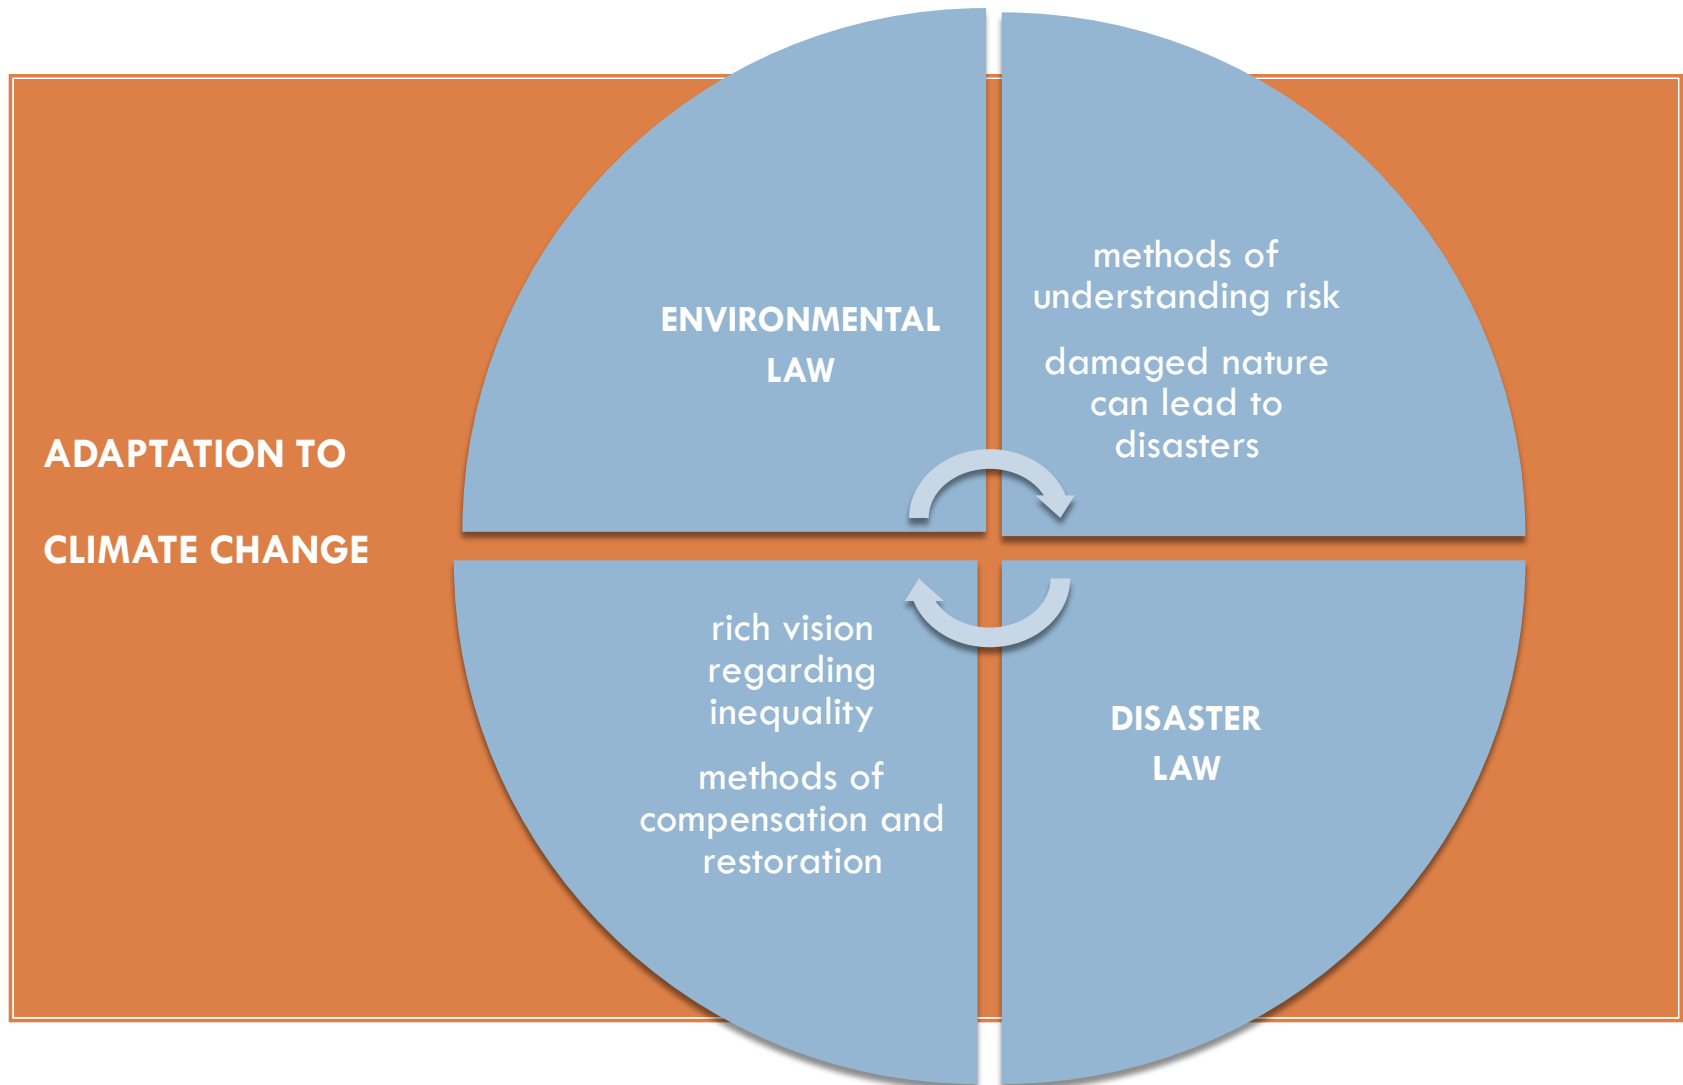 ADAPTATION TO
CLIMATE CHANGE
ENVIRONMENTAL
LAW
methods of
understanding risk
damaged nature
can lead to
disasters
rich vision
regarding
inequality
methods of
compensation and
restoration
DISASTER
LAW